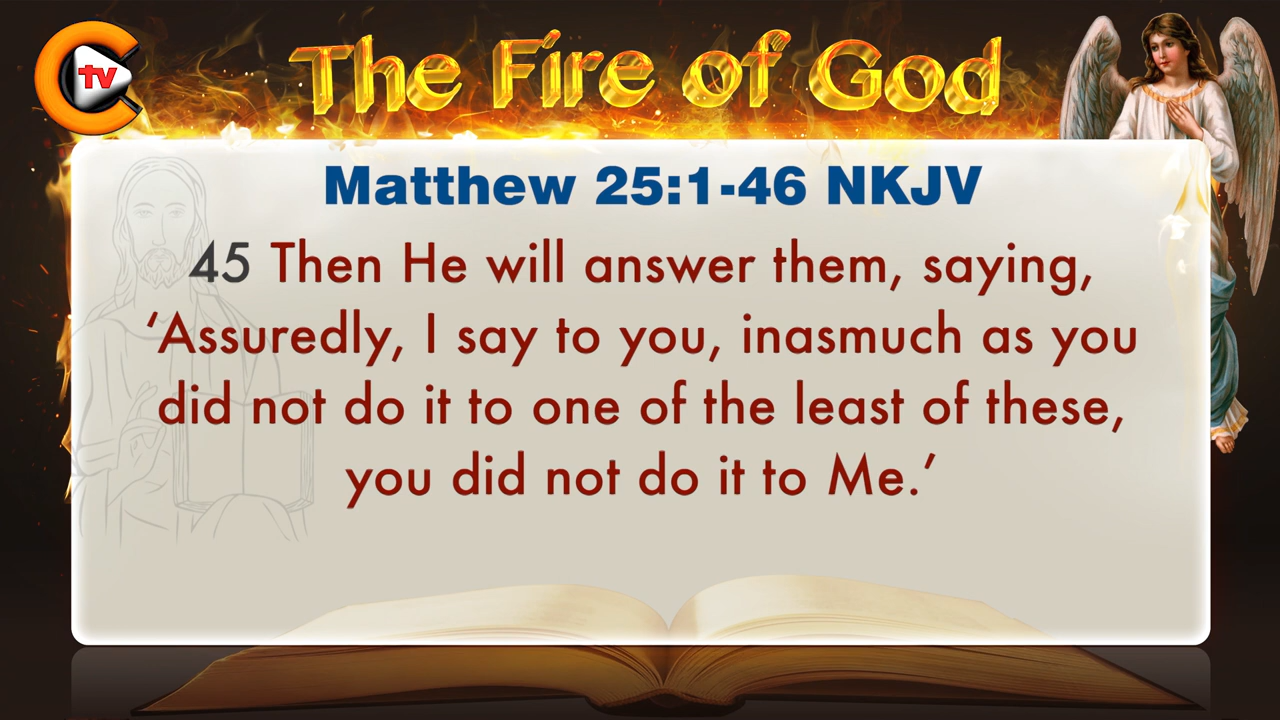 tv
The Fire of God
Matthew 25:1-46 NKJV
45 Then He will answer them, saying,
‘Assuredly, I say to you, inasmuch as you
did not do it to one of the least of these,
you did not do it to Me.’